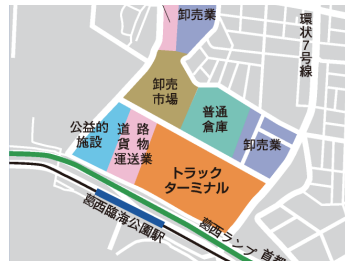 卸売業
環状7号線
卸売
市場
普通
倉庫
公益的
施設
道路
貨物
運送業
卸売業
トラック
ターミナル
葛西臨海公園駅
葛西ランプ
首都